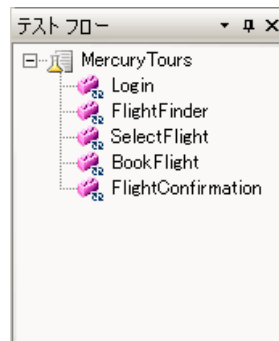 テスト フロー
MercuryTours
Login
FlightFinder
SelectFlight
BookFlight
FlightConfirmation